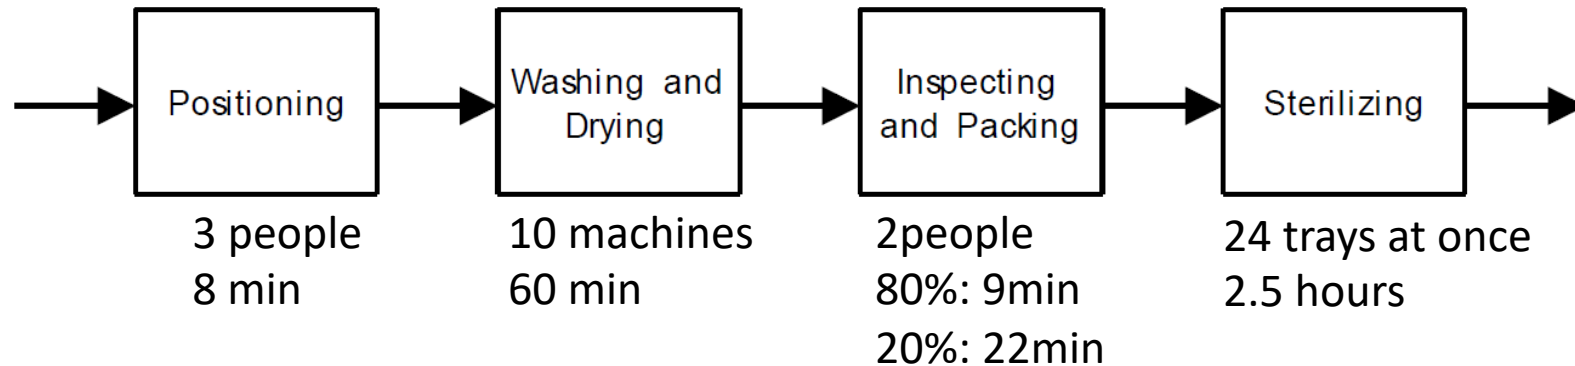 Positioning
Washing and
Drying
Inspecting
and Packing
Sterilizing
3 people
8 min
10 machines
60 min
2people
80%: 9min
20%: 22min
24 trays at once
2.5 hours